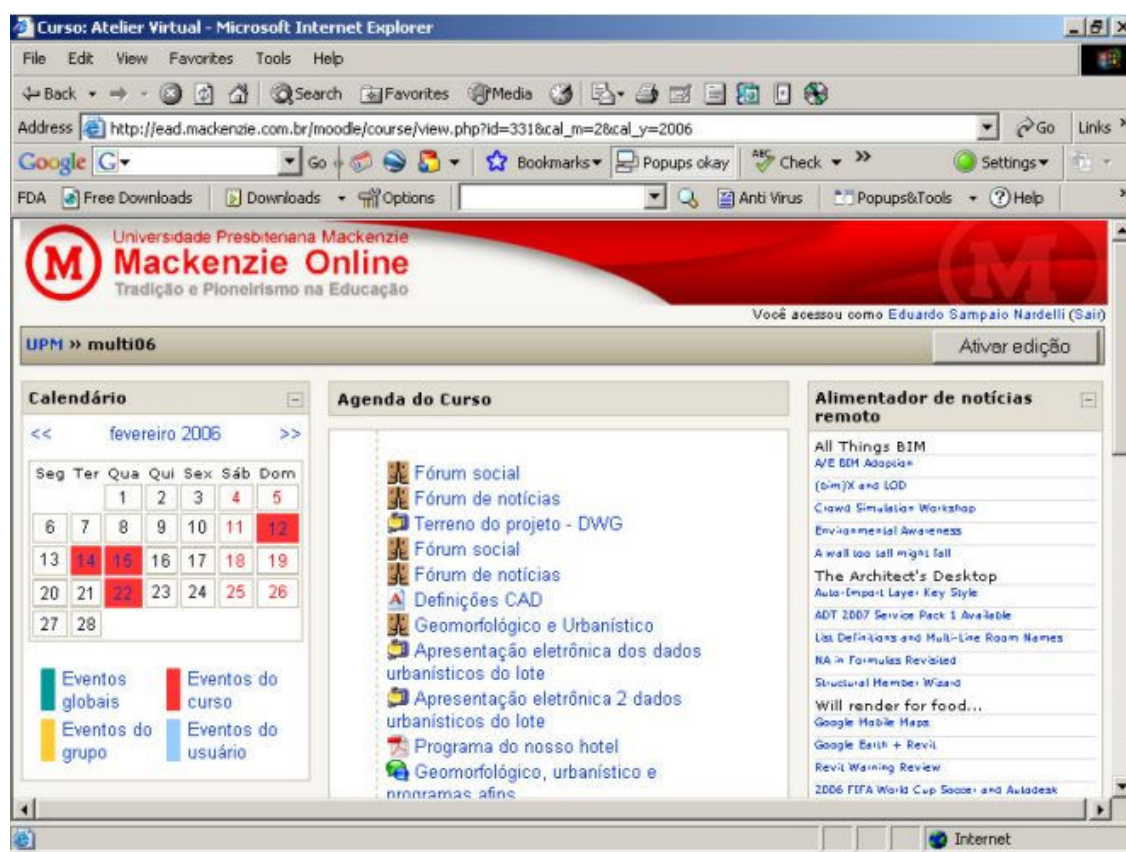 Curso: Atelier Virtual - Microsoft Internet Explorer
File Edit View Favorites Tools Help
Back Search Favorites Media
Address http://ead.mackenzie.com.br/moodle/course/view.php?id=331&cal_m=2&cal_y=2006 Go Links
Google G Go Bookmarks Popups okay ABC Check Settings
FDA Free Downloads Downloads Options Anti Virus Popups&Tools Help
Universidade Presbiteriana Mackenzie
M Mackenzie Online M
Tradição e Pioneirismo na Educação
Você acessou como Eduardo Sampaio Nardelli (Sair)
UPM » multi06 Ativar edição
Calendário
<< fevereiro 2006 >>
Seg Ter Qua Qui Sex Sáb Dom
1 2 3 4 5
6 7 8 9 10 11 12
13 14 15 16 17 18 19
20 21 22 23 24 25 26
27 28
Eventos globais
Eventos do curso
Eventos do grupo
Eventos do usuário
Agenda do Curso
Fórum social
Fórum de notícias
Terreno do projeto - DWG
Fórum social
Fórum de notícias
Definições CAD
Geomorfológico e Urbanístico
Apresentação eletrônica dos dados
urbanísticos do lote
Apresentação eletrônica 2 dados
urbanísticos do lote
Programa do nosso hotel
Geomorfológico, urbanístico e
programas afins
Alimentador de notícias
remoto
All Things BIM
A/E BIM Adoption
(bim)X and LOD
Crowd Simulation Workshop
Environmental Awareness
A wall too tall might fall
The Architect's Desktop
Auto-Import Layer Key Style
ADT 2007 Service Pack 1 Available
List Definitions and Multi-Line Room Names
NA in Formulas Revisited
Structural Member Wizard
Will render for food...
Google Mobile Maps
Google Earth + Revit
Revit Warning Review
2006 FIFA World Cup Soccer and Autodesk
Internet